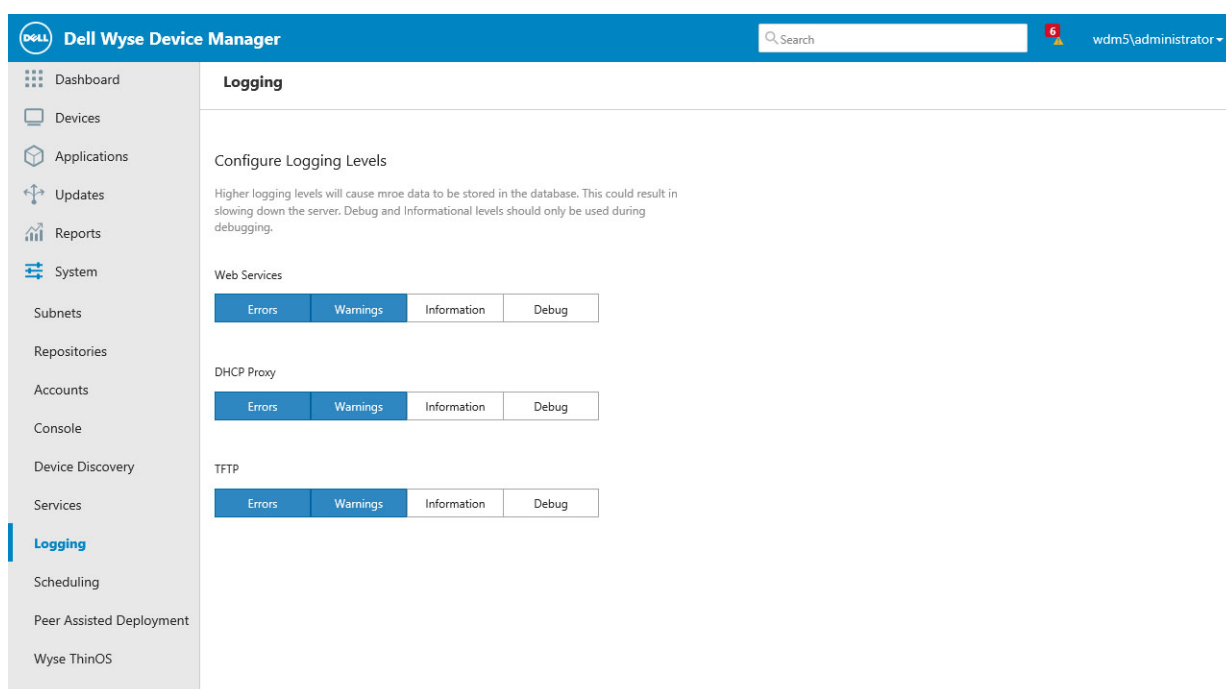 DELL
Dell Wyse Device Manager
Search
6
wdm5\administrator
Dashboard
Devices
Applications
Updates
Reports
System
Subnets
Repositories
Accounts
Console
Device Discovery
Services
Logging
Scheduling
Peer Assisted Deployment
Wyse ThinOS
Logging
Configure Logging Levels
Higher logging levels will cause mroe data to be stored in the database. This could result in
slowing down the server. Debug and Informational levels should only be used during
debugging.
Web Services
Errors Warnings Information Debug
DHCP Proxy
Errors Warnings Information Debug
TFTP
Errors Warnings Information Debug